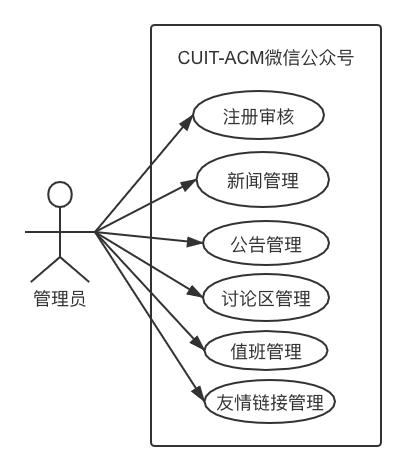 CUIT-ACM微信公众号
注册审核
新闻管理
公告管理
讨论区管理
值班管理
友情链接管理
管理员